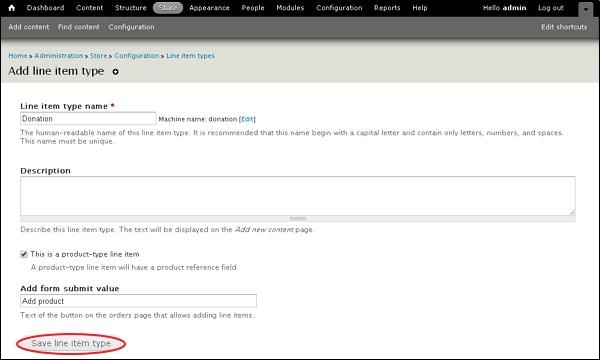 Dashboard Content Structure Store Appearance People Modules Configuration Reports Help Hello admin Log out
Add content Find content Configuration Edit shortcuts
Home » Administration » Store » Configuration » Line item types
Add line item type
Line item type name *
Donation Machine name: donation [Edit]
The human-readable name of this line item type. It is recommended that this name begin with a capital letter and contain only letters, numbers, and spaces.
This name must be unique.
Description
Describe this line item type. The text will be displayed on the Add new content page.
This is a product-type line item
A product-type line item will have a product reference field.
Add form submit value
Add product
Text of the button on the orders page that allows adding line items.
Save line item type